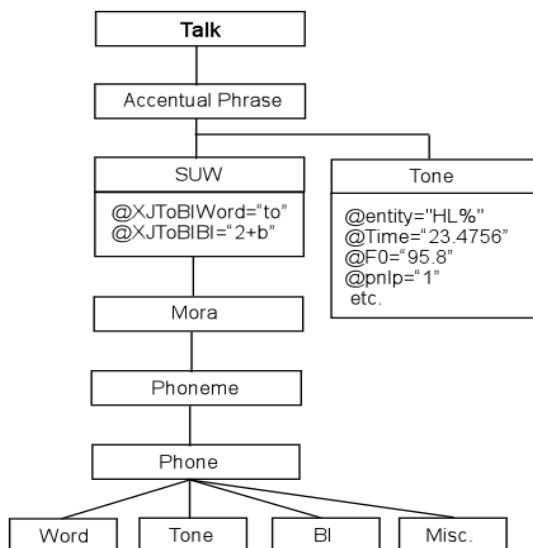 Talk
Accentual Phrase
SUW
@XJToBIWord="to"
@XJToBIBI="2+b"
Tone
@entity="HL%"
@Time="23.4756"
@F0="95.8"
@pnlp="1"
etc.
Mora
Phoneme
Phone
Word
Tone
BI
Misc.